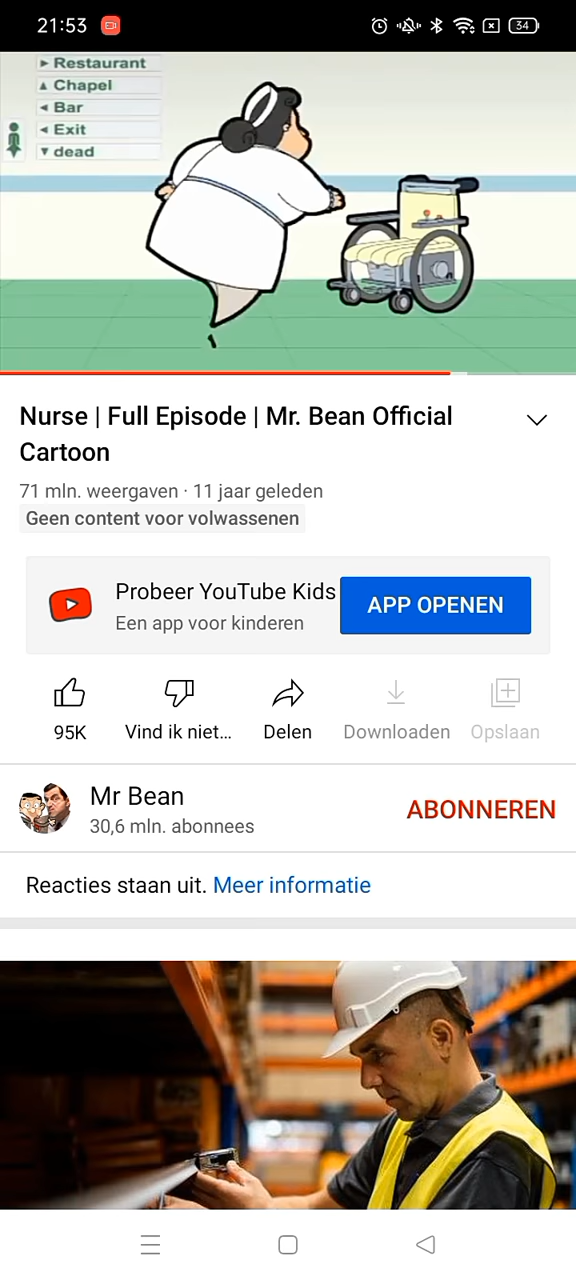 21:53
34
▸ Restaurant
▴ Chapel
◂ Bar
◂ Exit
▾ dead
Nurse | Full Episode | Mr. Bean Official
Cartoon
71 mln. weergaven · 11 jaar geleden
Geen content voor volwassenen
Probeer YouTube Kids
Een app voor kinderen
APP OPENEN
95K
Vind ik niet...
Delen
Downloaden
Opslaan
Mr Bean
30,6 mln. abonnees
ABONNEREN
Reacties staan uit. Meer informatie